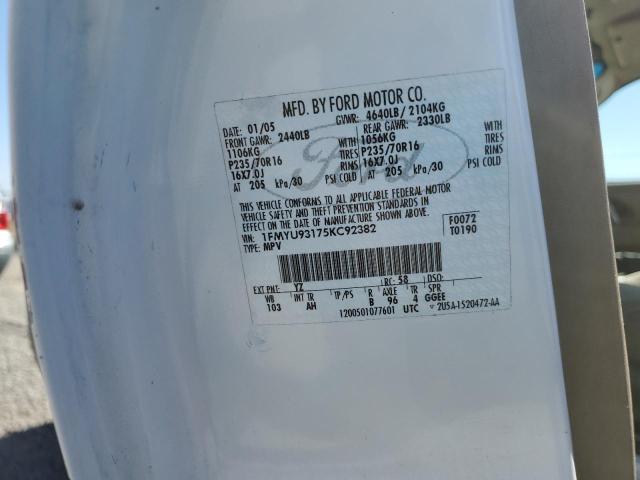 MFD. BY FORD MOTOR CO.
DATE: 01/05 GVWR: 4640LB/ 2104KG
FRONT GAWR: 2440LB REAR GAWR: 2330LB
1106KG WITH 1056KG WITH
P235/70R16 TIRES P235/70R16 TIRES
16X7.0J RIMS 16X7.0J RIMS
AT 205 kPa/30 PSI COLD AT 205 kPa/30 PSI COLD
Ford
THIS VEHICLE CONFORMS TO ALL APPLICABLE FEDERAL MOTOR
VEHICLE SAFETY AND THEFT PREVENTION STANDARDS IN
EFFECT ON THE DATE OF MANUFACTURE SHOWN ABOVE.
VIN: 1FMYU93175KC92382 F0072
TYPE: MPV T0190
EXT PNT: YZ RC: 58 DSO:
WB INT TR TP/PS R AXLE TR SPR
103 AH B 96 4 GGEE
1200501077601 UTC 2U5A-1520472-AA